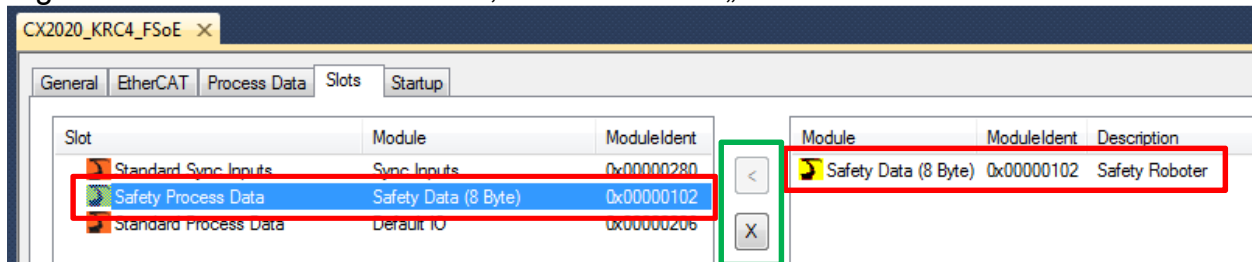 CX2020_KRC4_FSoE
General EtherCAT Process Data Slots Startup
Slot Module ModuleIdent Module ModuleIdent Description
Standard Sync Inputs Sync Inputs 0x00000280 < Safety Data (8 Byte) 0x00000102 Safety Roboter
Safety Process Data Safety Data (8 Byte) 0x00000102
Standard Process Data Default IO 0x00000206 X